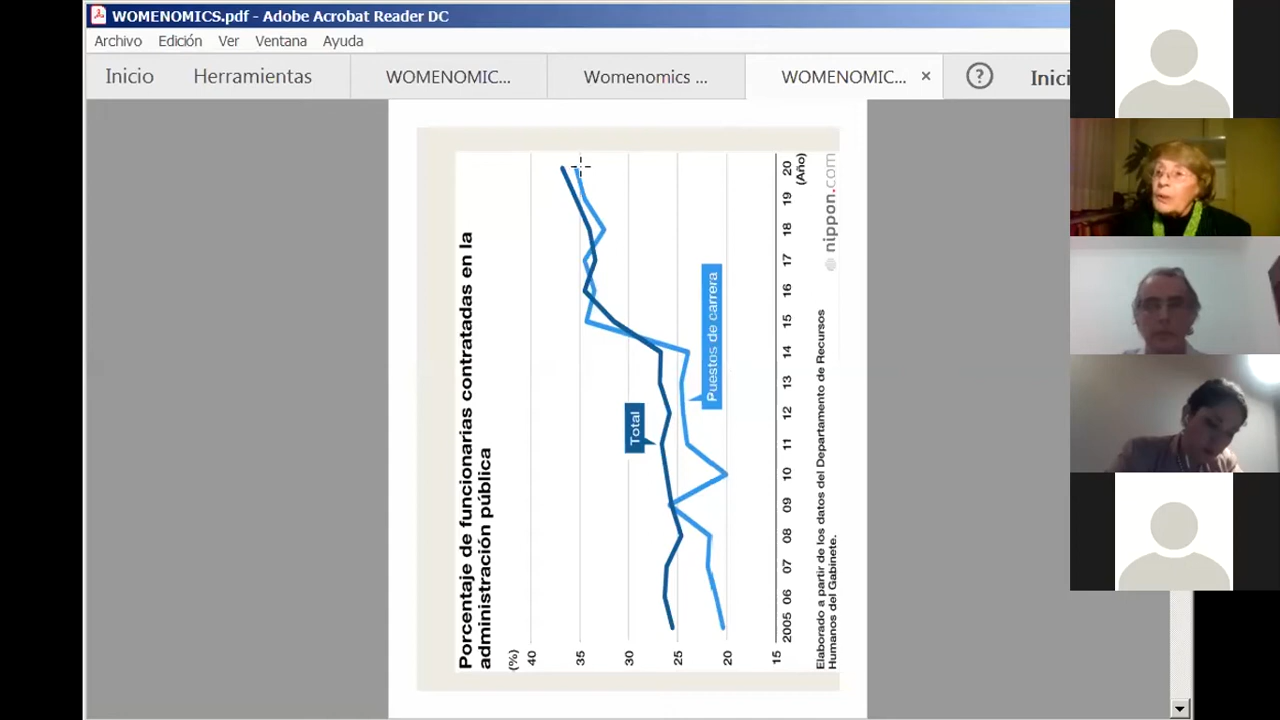 WOMENOMICS.pdf - Adobe Acrobat Reader DC
Archivo Edición Ver Ventana Ayuda
Inicio Herramientas WOMENOMIC... Womenomics ... WOMENOMIC... × ? Inici
Porcentaje de funcionarias contratadas en la
administración pública
(%)
40
35
30
25
20
15
Total
Puestos de carrera
2005 06 07 08 09 10 11 12 13 14 15 16 17 18 19 20
(Año)
Elaborado a partir de los datos del Departamento de Recursos
Humanos del Gabinete.
nippon.com